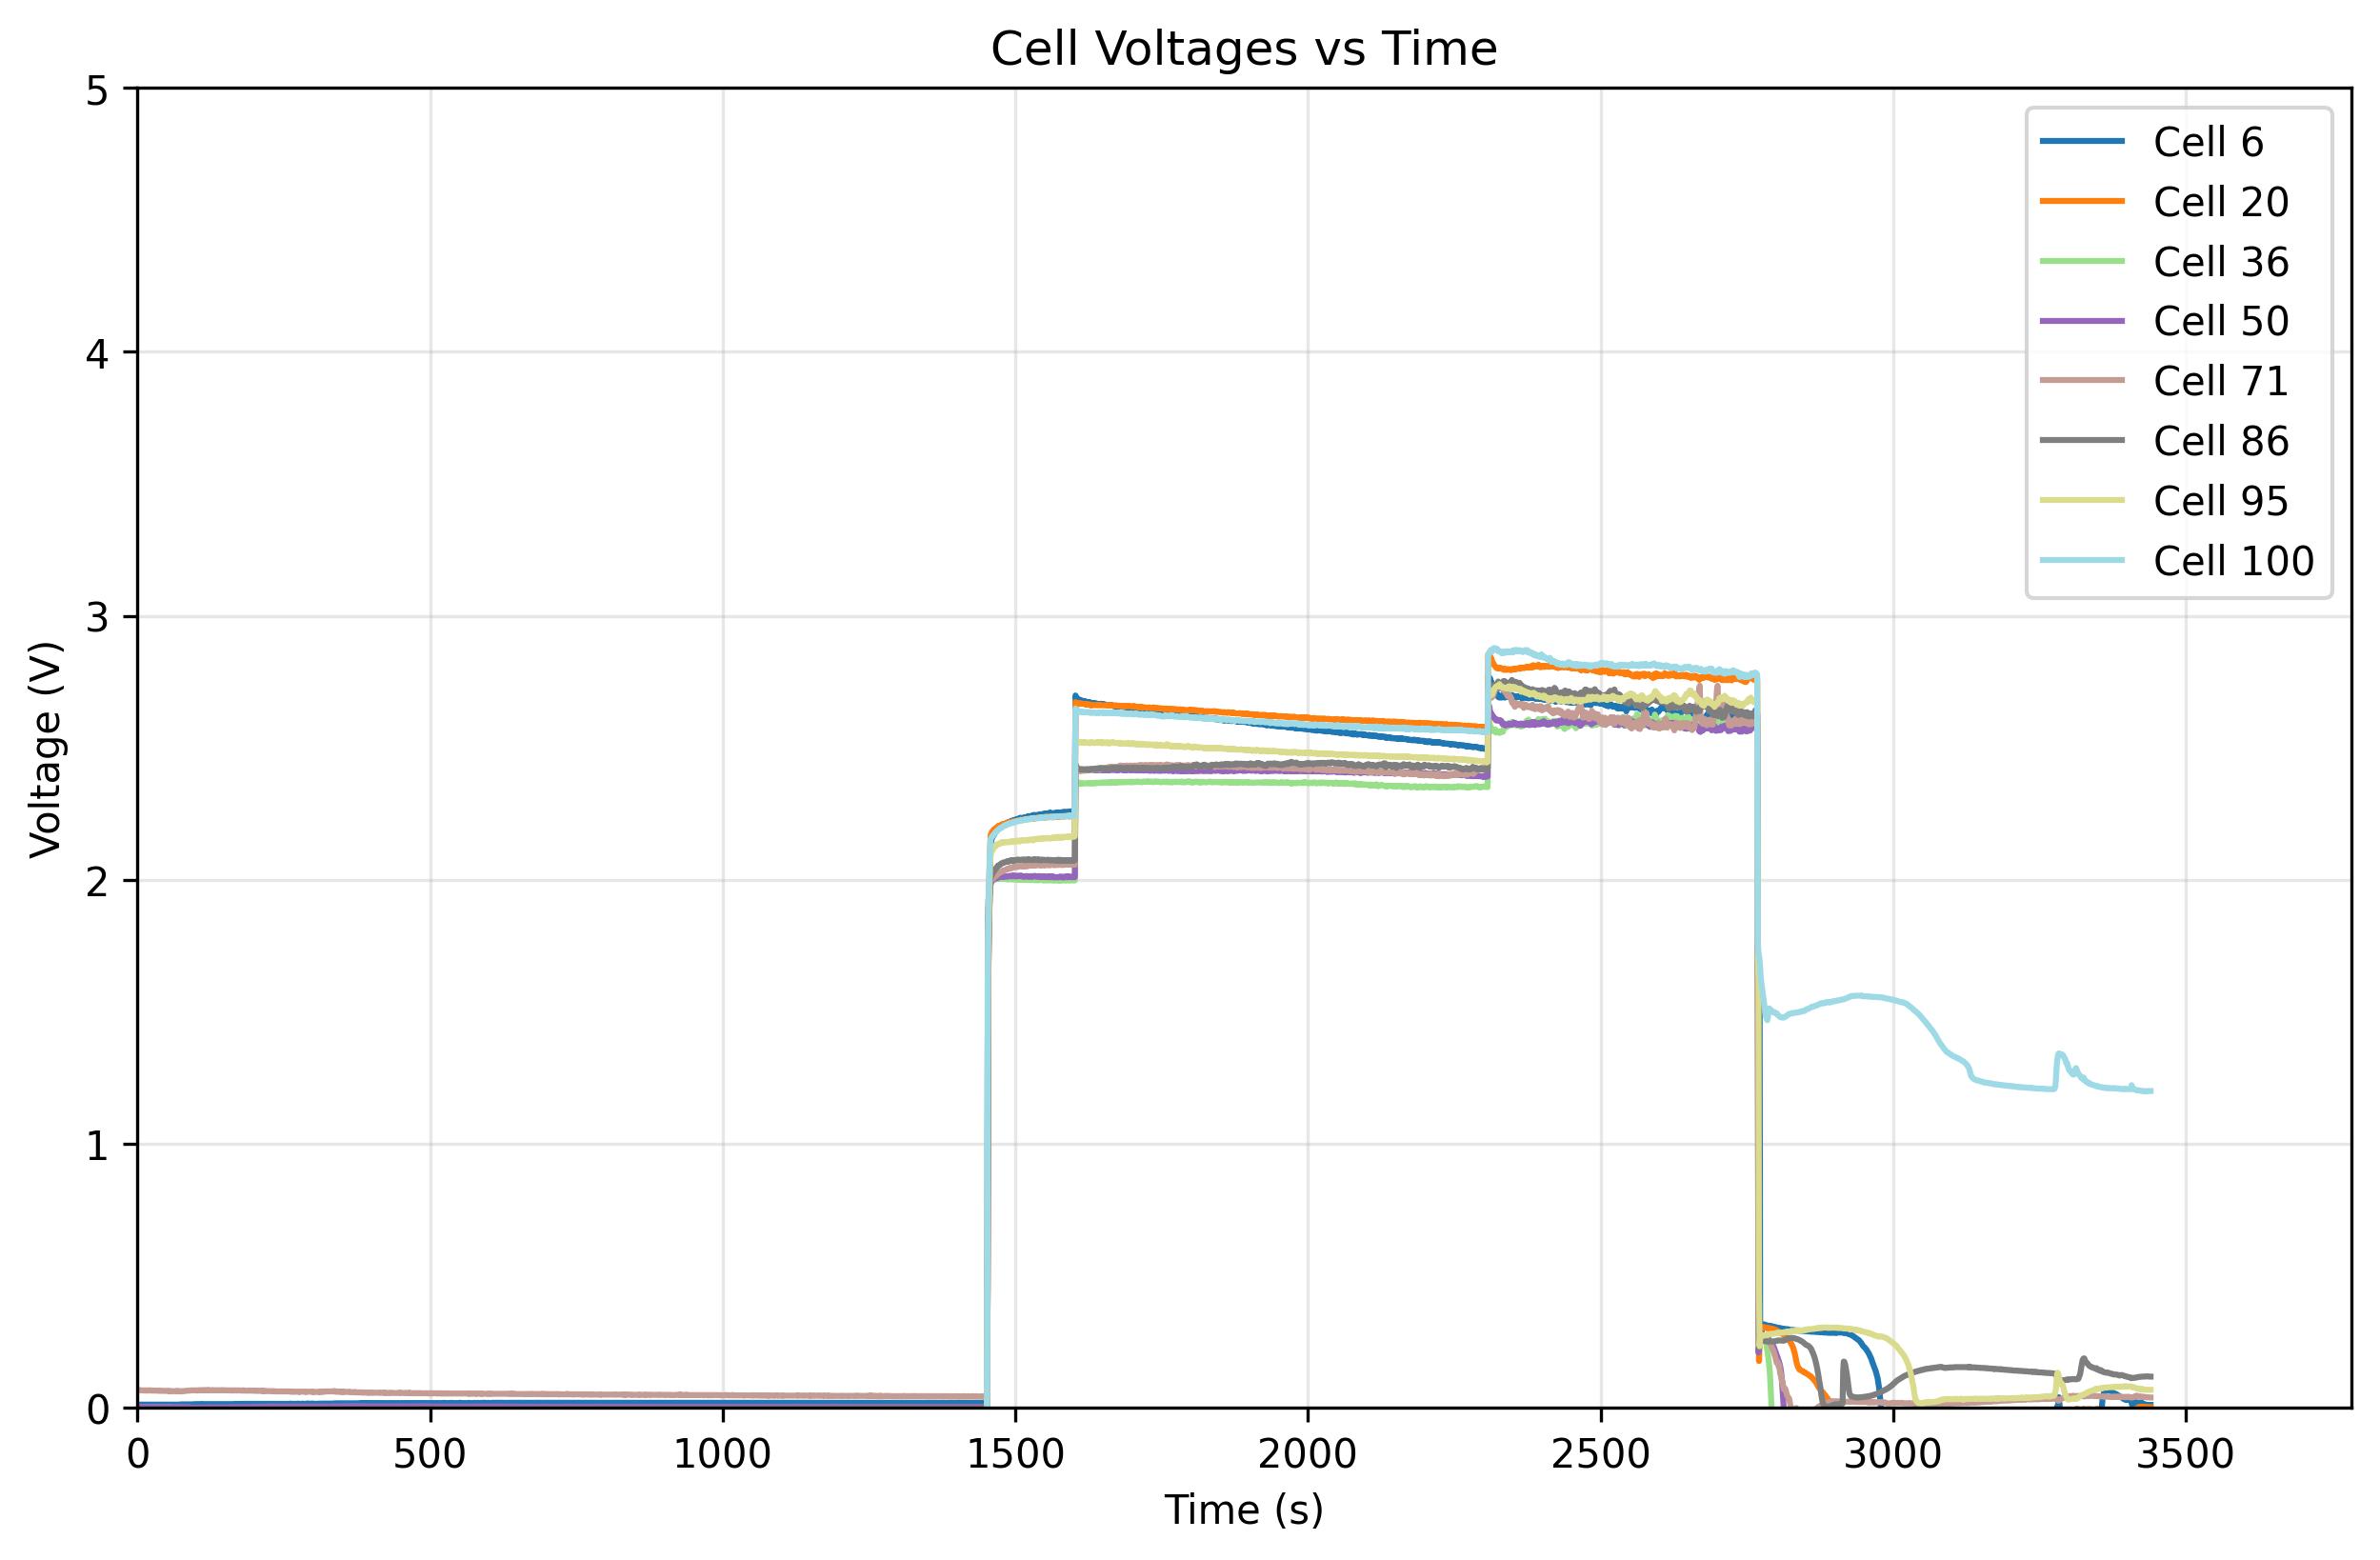 Cell Voltages vs Time
Voltage (V)
5
4
3
2
1
0
Cell 6
Cell 20
Cell 36
Cell 50
Cell 71
Cell 86
Cell 95
Cell 100
0 500 1000 1500 2000 2500 3000 3500
Time (s)